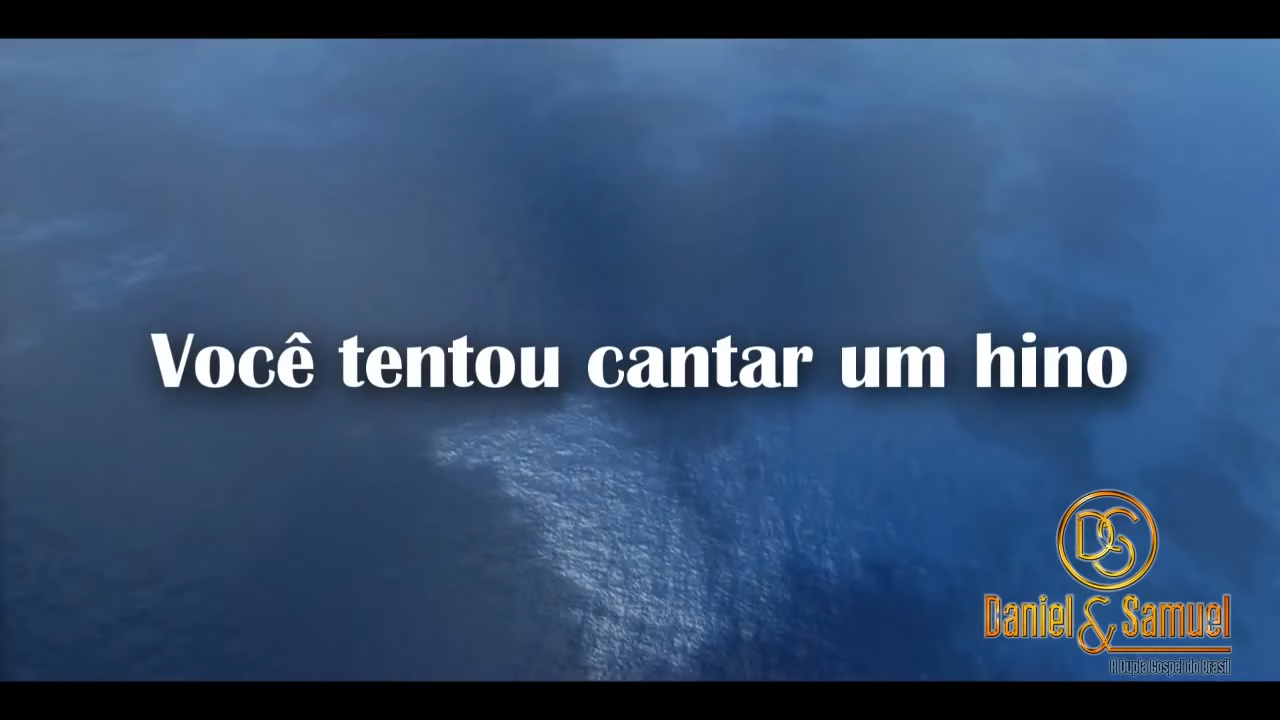 Você tentou cantar um hino
DS
Daniel & Samuel
A Dupla Gospel do Brasil